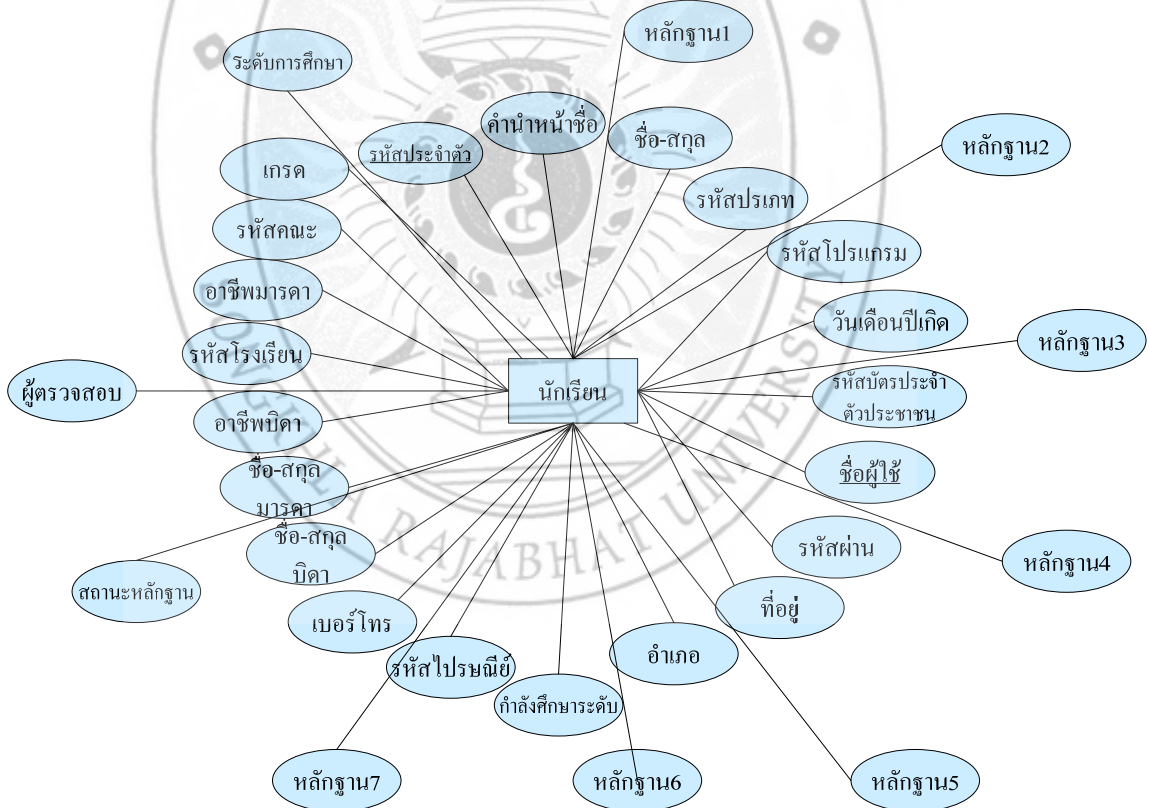 หลักฐาน1
ระดับการศึกษา
คำนำหน้าชื่อ
ชื่อ-สกุล
รหัสประจำตัว
หลักฐาน2
เกรด
รหัสปรเภท
รหัสคณะ
รหัสโปรแกรม
อาชีพมารดา
วันเดือนปีเกิด
หลักฐาน3
รหัสโรงเรียน
ผู้ตรวจสอบ
นักเรียน
รหัสบัตรประจำ
ตัวประชาชน
อาชีพบิดา
ชื่อ-สกุล
มารดา
ชื่อผู้ใช้
ชื่อ-สกุล
บิดา
รหัสผ่าน
หลักฐาน4
สถานะหลักฐาน
ที่อยู่
เบอร์โทร
อำเภอ
รหัสไปรษณีย์
กำลังศึกษาระดับ
หลักฐาน7
หลักฐาน6
หลักฐาน5
SONGKHLA RAJABHAT UNIVERSITY